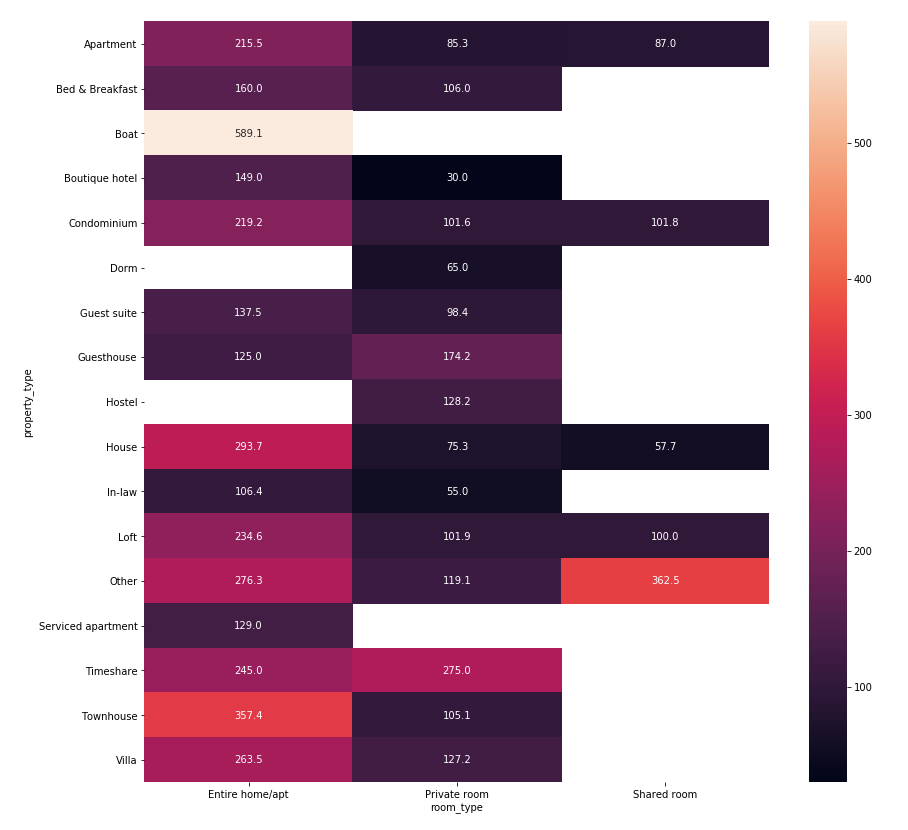 Apartment 215.5 85.3 87.0
Bed & Breakfast 160.0 106.0
Boat 589.1
500
Boutique hotel 149.0 30.0
Condominium 219.2 101.6 101.8
Dorm 65.0
400
Guest suite 137.5 98.4
Guesthouse 125.0 174.2
property_type
Hostel 128.2
300
House 293.7 75.3 57.7
In-law 106.4 55.0
Loft 234.6 101.9 100.0
200
Other 276.3 119.1 362.5
Serviced apartment 129.0
Timeshare 245.0 275.0
100
Townhouse 357.4 105.1
Villa 263.5 127.2
Entire home/apt Private room Shared room
room_type